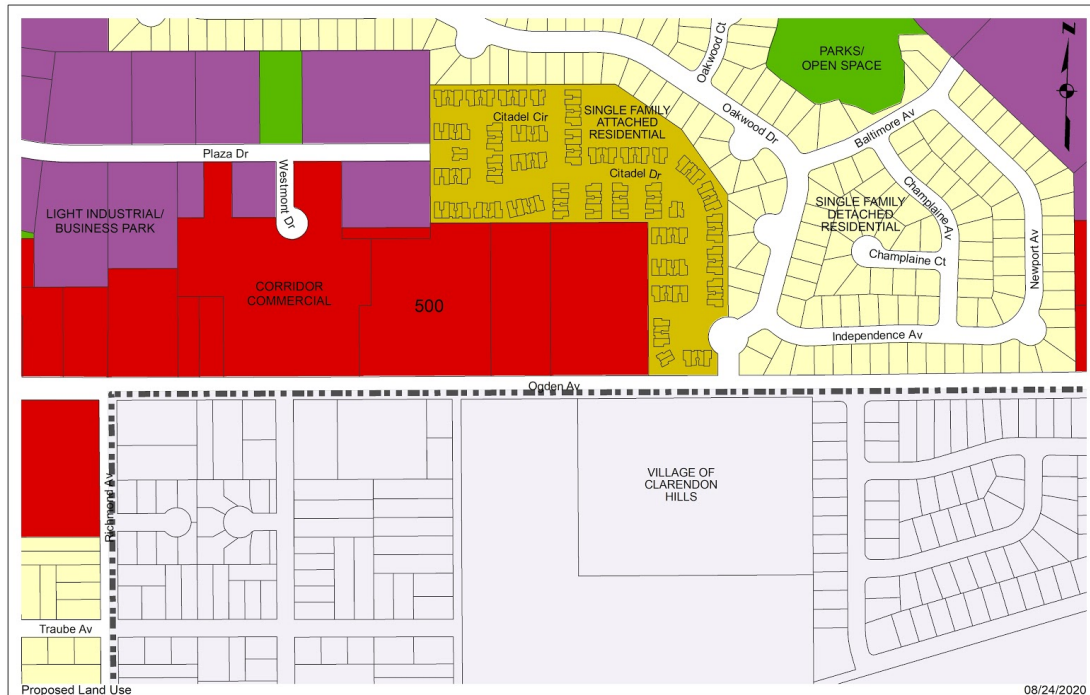 Oakwood Ct
PARKS/
OPEN SPACE
Z
Citadel Cir
SINGLE FAMILY
ATTACHED
RESIDENTIAL
Oakwood Dr
Baltimore Av
Plaza Dr
Westmont Dr
Citadel Dr
Champlaine Av
LIGHT INDUSTRIAL/
BUSINESS PARK
SINGLE FAMILY
DETACHED
RESIDENTIAL
Newport Av
Champlaine Ct
CORRIDOR
COMMERCIAL
500
Independence Av
Ogden Av
Richmond Av
VILLAGE OF
CLARENDON
HILLS
Traube Av
Proposed Land Use
08/24/2020